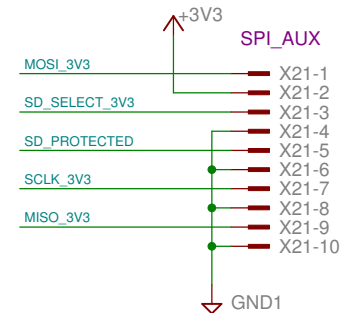 +3V3
SPI_AUX
MOSI_3V3
X21-1
X21-2
SD_SELECT_3V3
X21-3
X21-4
SD_PROTECTED
X21-5
X21-6
SCLK_3V3
X21-7
X21-8
MISO_3V3
X21-9
X21-10
GND1